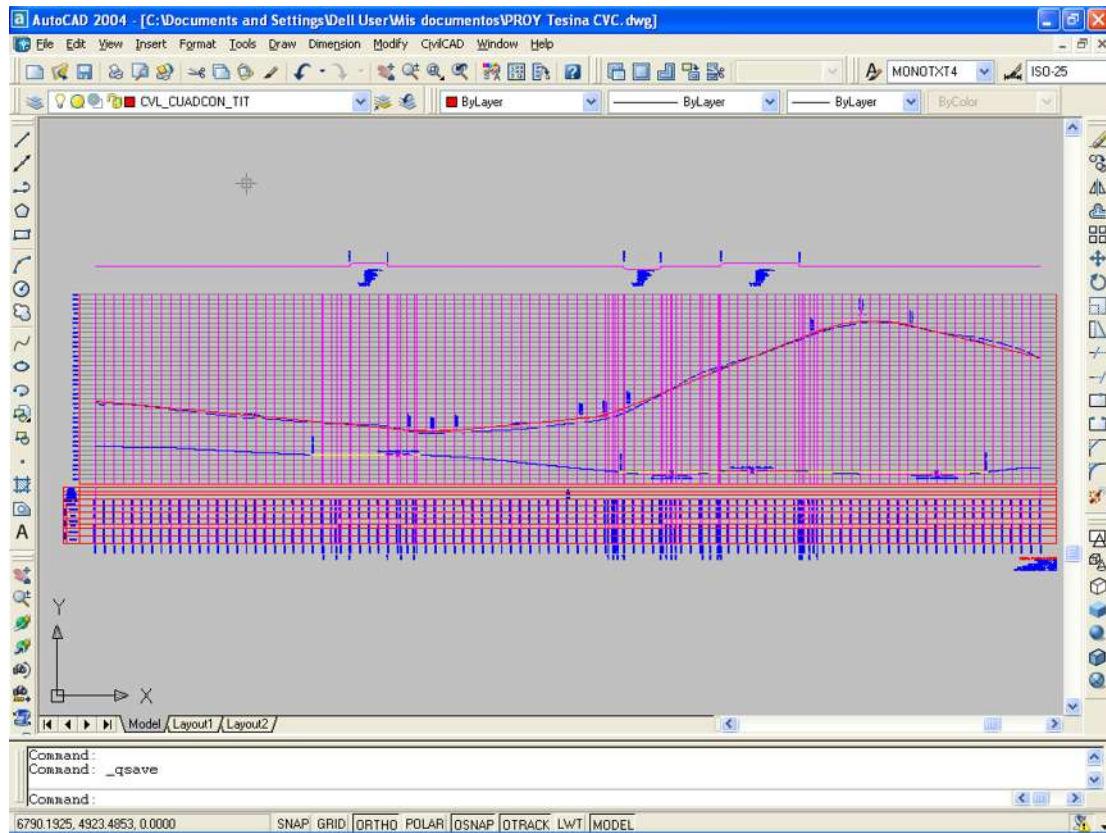 AutoCAD 2004 - [C:\Documents and Settings\Dell User\Mis documentos\PROY Tesina CVC.dwg]
File Edit View Insert Format Tools Draw Dimension Modify CivilCAD Window Help
MONOTXT4 ISO-25
CVL_CUADCON_TIT ByLayer ByLayer ByLayer ByColor
Y
X
Model Layout1 Layout2
Command:
Command: _qsave
Command:
6790.1925, 4923.4853, 0.0000 SNAP GRID ORTHO POLAR OSNAP OTRACK LWT MODEL